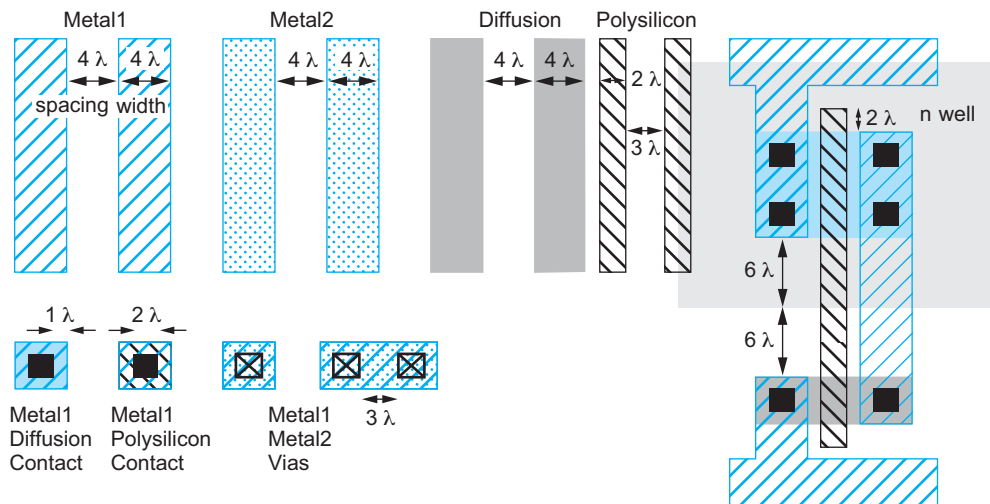 Metal1
Metal2
Diffusion
Polysilicon
4 λ
4 λ
4 λ
4 λ
4 λ
4 λ
2 λ
spacing
width
3 λ
2 λ
n well
6 λ
6 λ
1 λ
2 λ
3 λ
Metal1
Diffusion
Contact
Metal1
Polysilicon
Contact
Metal1
Metal2
Vias